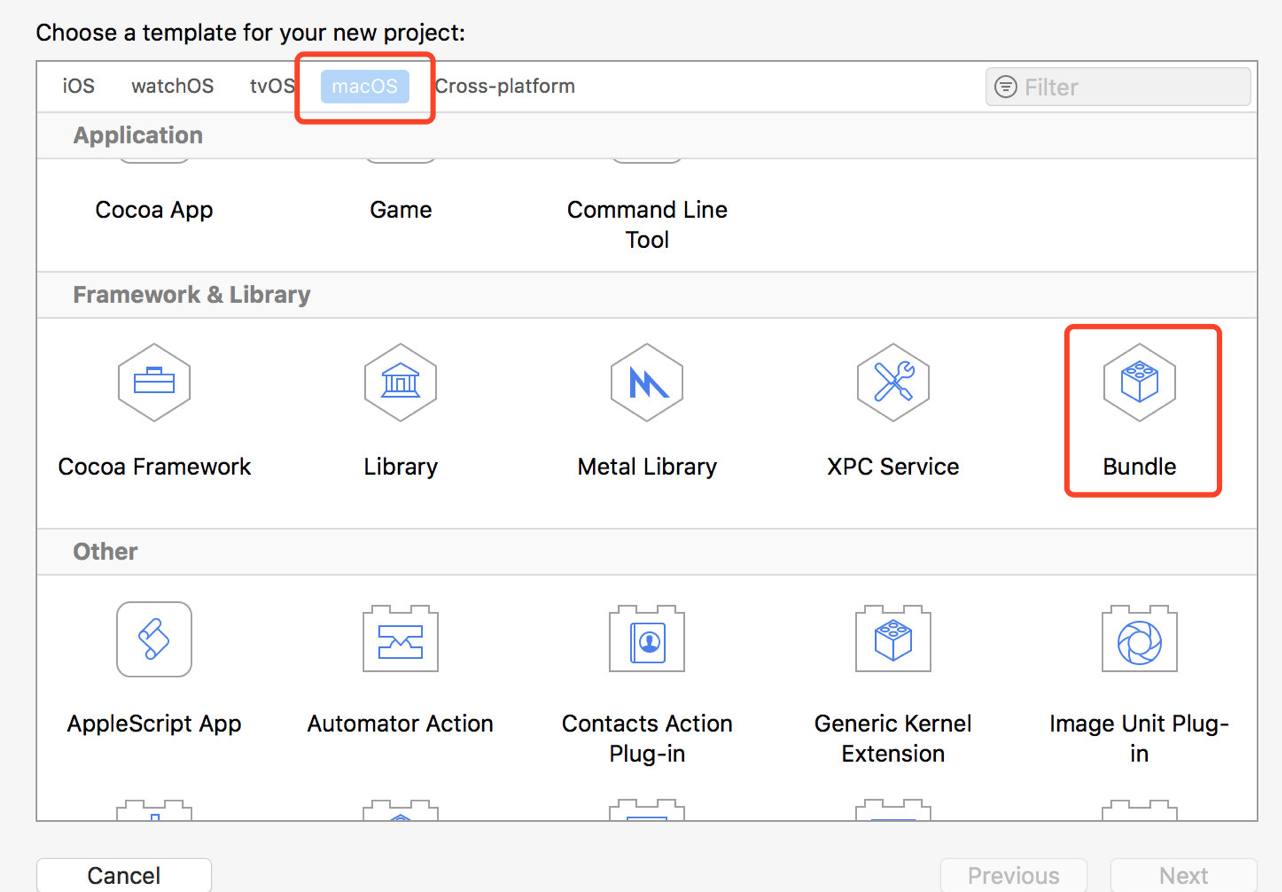 Choose a template for your new project:
iOS watchOS tvOS macOS Cross-platform Filter
Application
Cocoa App Game Command Line
Tool
Framework & Library
Cocoa Framework Library Metal Library XPC Service Bundle
Other
AppleScript App Automator Action Contacts Action Generic Kernel Image Unit Plug-
Plug-in Extension in
Cancel Previous Next